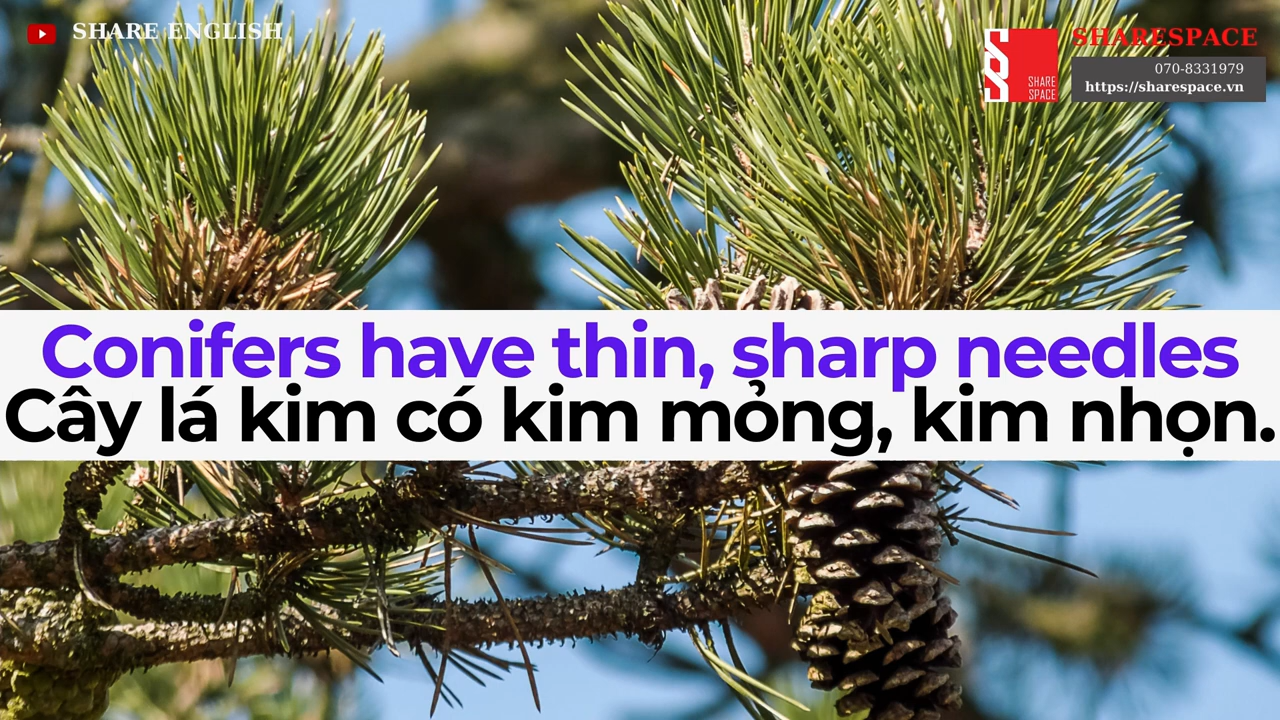 SHARE ENGLISH
SHARE
SPACE
SHARESPACE
070-8331979
https://sharespace.vn
Conifers have thin, sharp needles
Cây lá kim có kim mỏng, kim nhọn.